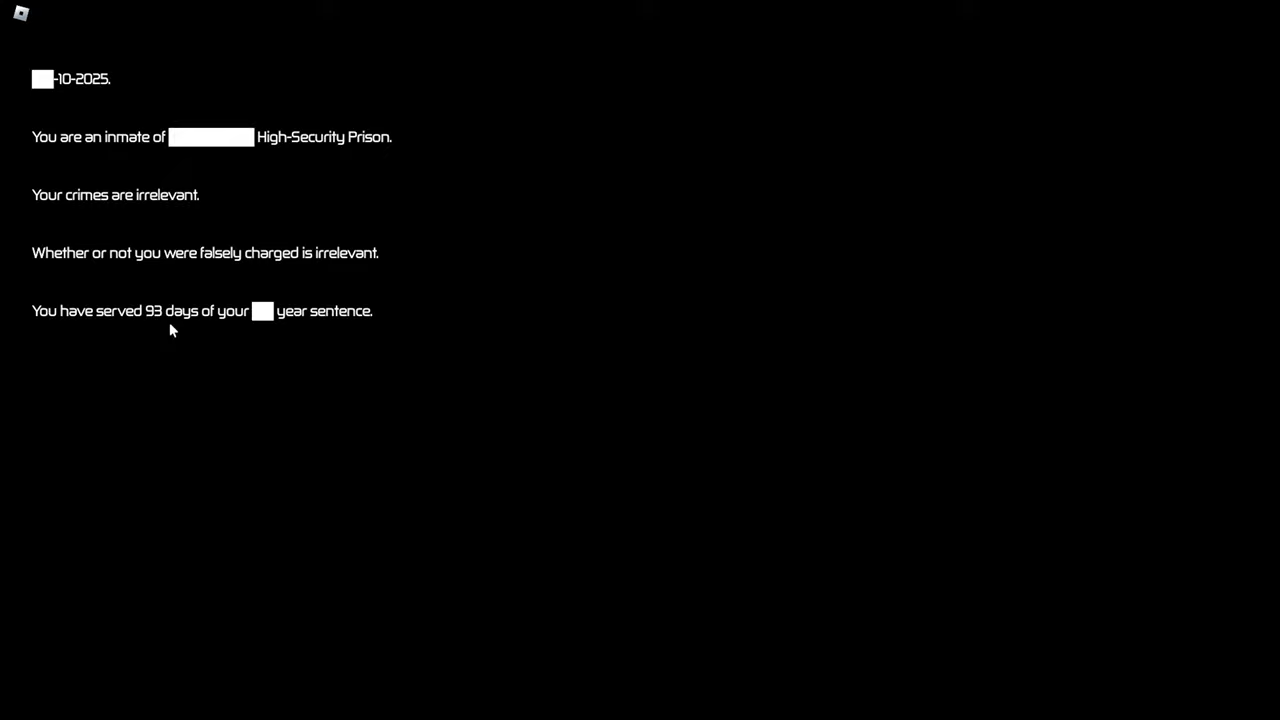 -10-2025.
You are an inmate of High-Security Prison.
Your crimes are irrelevant.
Whether or not you were falsely charged is irrelevant.
You have served 93 days of your year sentence.